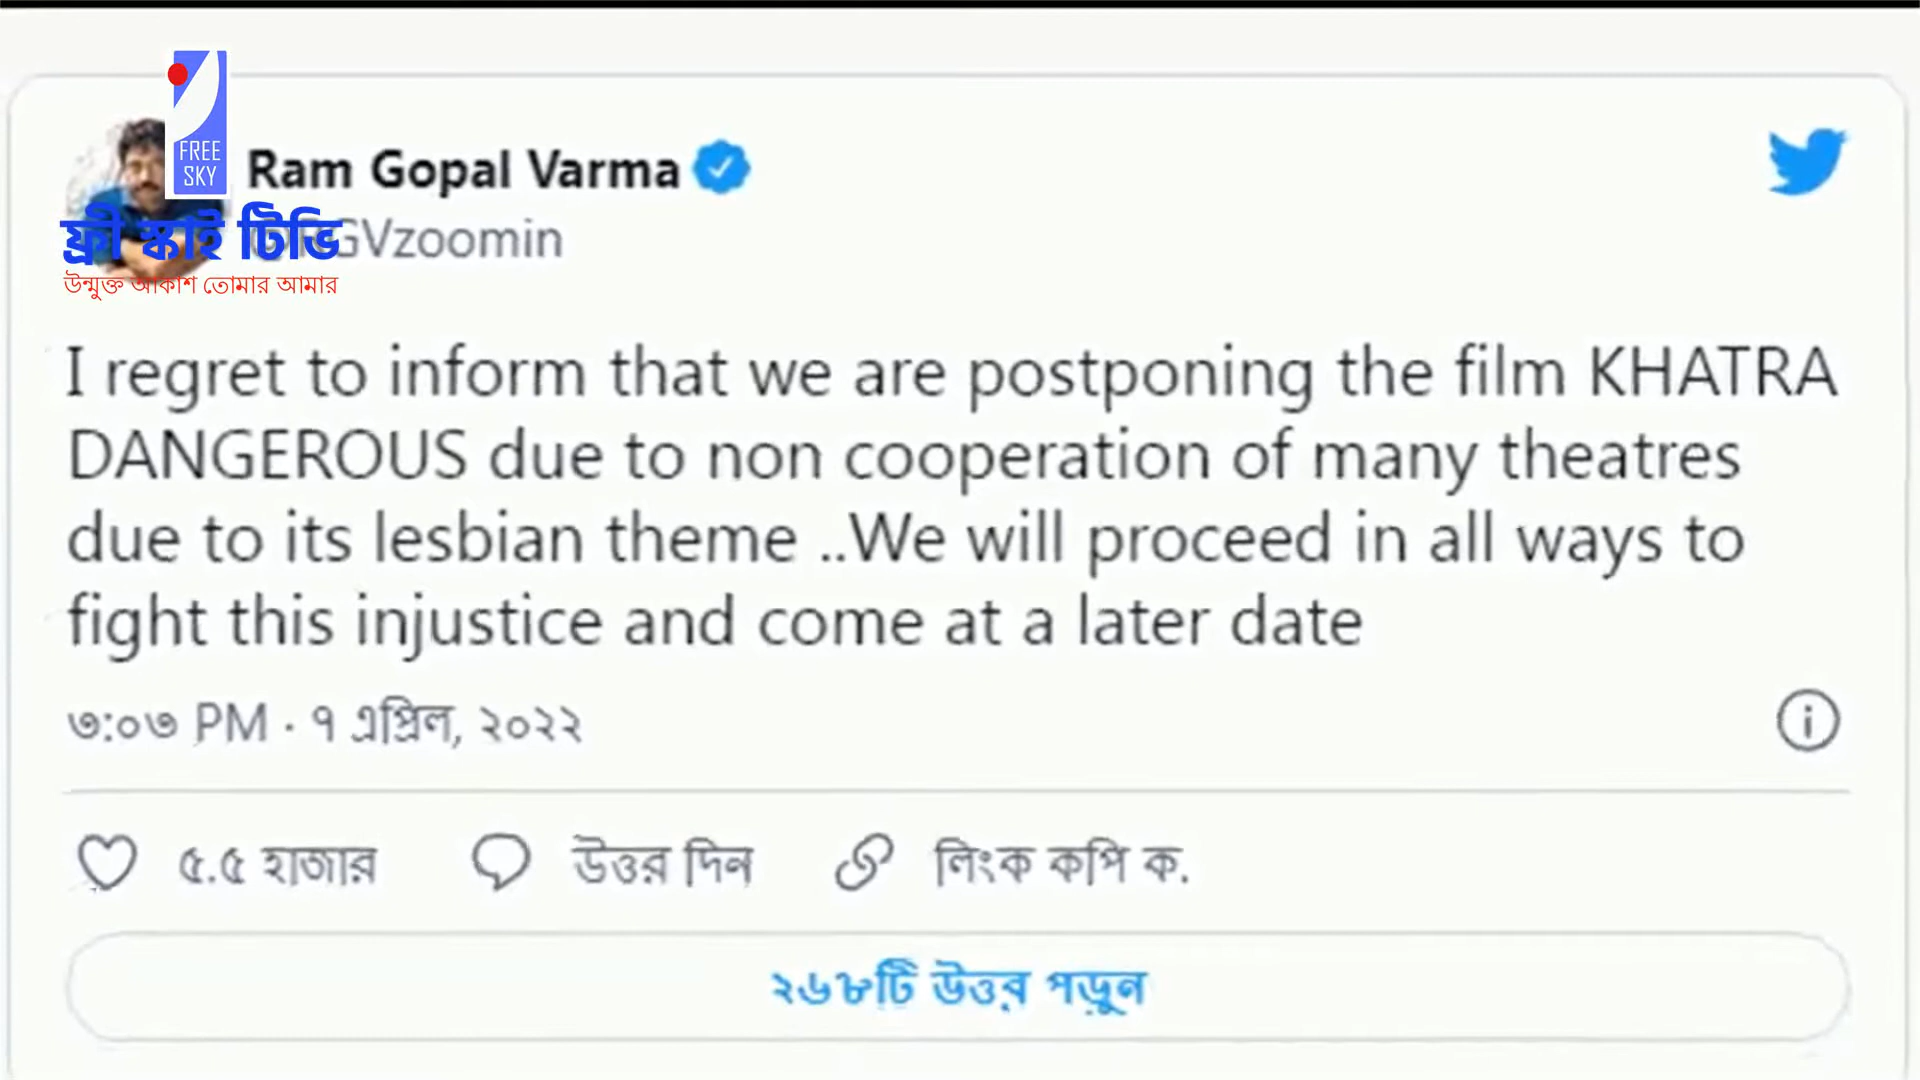 FREE
SKY
Ram Gopal Varma
ফ্রী স্কাই টিভি
@RGVzoomin
উন্মুক্ত আকাশ তোমার আমার
I regret to inform that we are postponing the film KHATRA
DANGEROUS due to non cooperation of many theatres
due to its lesbian theme ..We will proceed in all ways to
fight this injustice and come at a later date
৩:০৩ PM · ৭ এপ্রিল, ২০২২
৫.৫ হাজার উত্তর দিন লিংক কপি ক.
২৬৮টি উত্তর পড়ুন